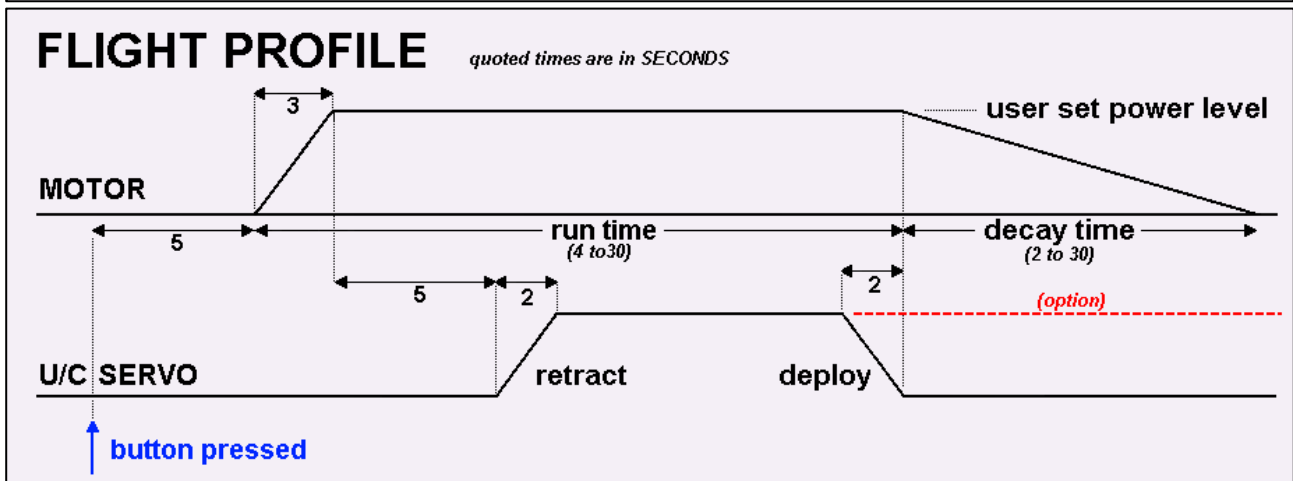 FLIGHT PROFILE quoted times are in SECONDS
3
user set power level
MOTOR
5 run time decay time
(4 to30) (2 to 30)
5 2 2
(option)
U/C SERVO retract deploy
button pressed